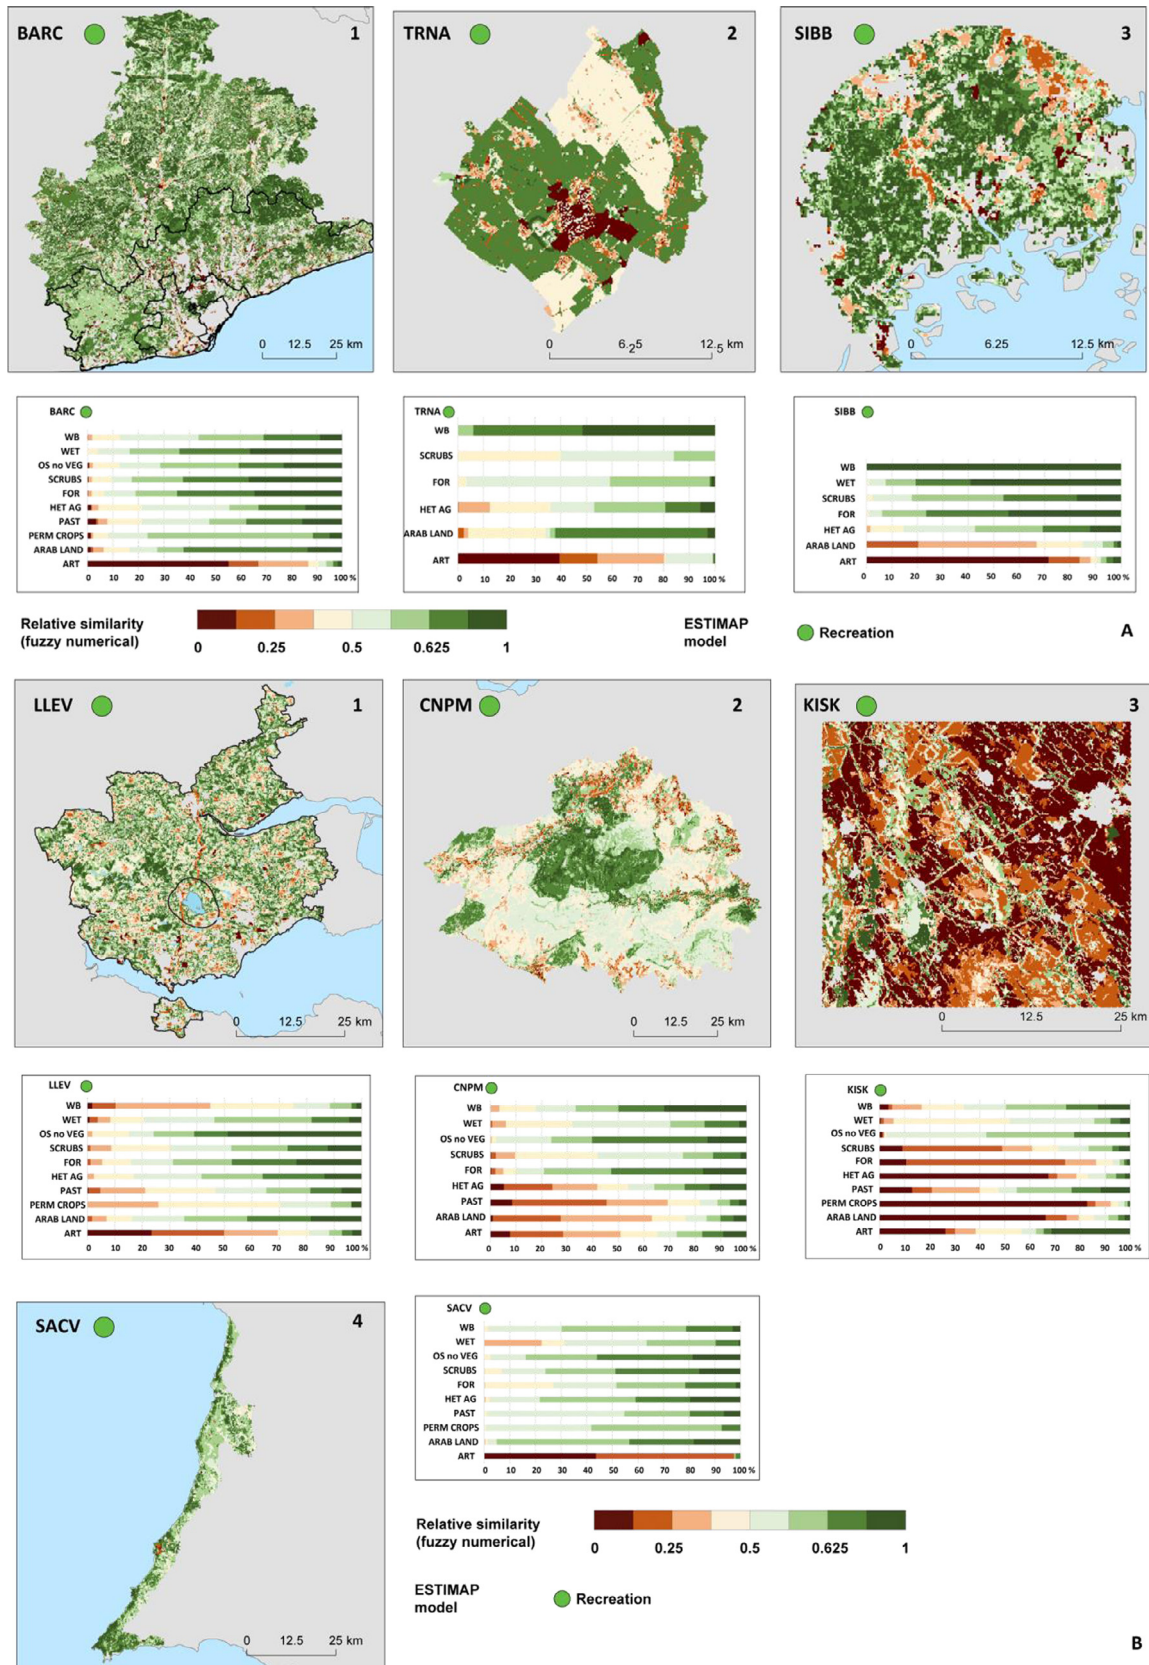 BARC 1
0 12.5 25 km
TRNA 2
0 6.2 12.5 km
SIBB 3
0 6.25 12.5 km
BARC
WB
WET
OS no VEG
SCRUBS
FOR
HET AG
PAST
PERM CROPS
ARAB LAND
ART
0 10 20 30 40 50 60 70 80 90 100 %
TRNA
WB
SCRUBS
FOR
HET AG
ARAB LAND
ART
0 10 20 30 40 50 60 70 80 90 100 %
SIBB
WB
WET
SCRUBS
FOR
HET AG
ARAB LAND
ART
0 10 20 30 40 50 60 70 80 90 100 %
Relative similarity
(fuzzy numerical)
0 0.25 0.5 0.625 1
ESTIMAP
model
Recreation
A
LLEV 1
0 12.5 25 km
CNPM 2
0 12.5 25 km
KISK 3
0 12.5 25 km
LLEV
WB
WET
OS no VEG
SCRUBS
FOR
HET AG
PAST
PERM CROPS
ARAB LAND
ART
0 10 20 30 40 50 60 70 80 90 100 %
CNPM
WB
WET
OS no VEG
SCRUBS
FOR
HET AG
PAST
ARAB LAND
ART
0 10 20 30 40 50 60 70 80 90 100 %
KISK
WB
WET
OS no VEG
SCRUBS
FOR
HET AG
PAST
PERM CROPS
ARAB LAND
ART
0 10 20 30 40 50 60 70 80 90 100 %
SACV 4
0 12.5 25 km
SACV
WB
WET
OS no VEG
SCRUBS
FOR
HET AG
PAST
PERM CROPS
ARAB LAND
ART
0 10 20 30 40 50 60 70 80 90 100 %
Relative similarity
(fuzzy numerical)
0 0.25 0.5 0.625 1
ESTIMAP
model
Recreation
B